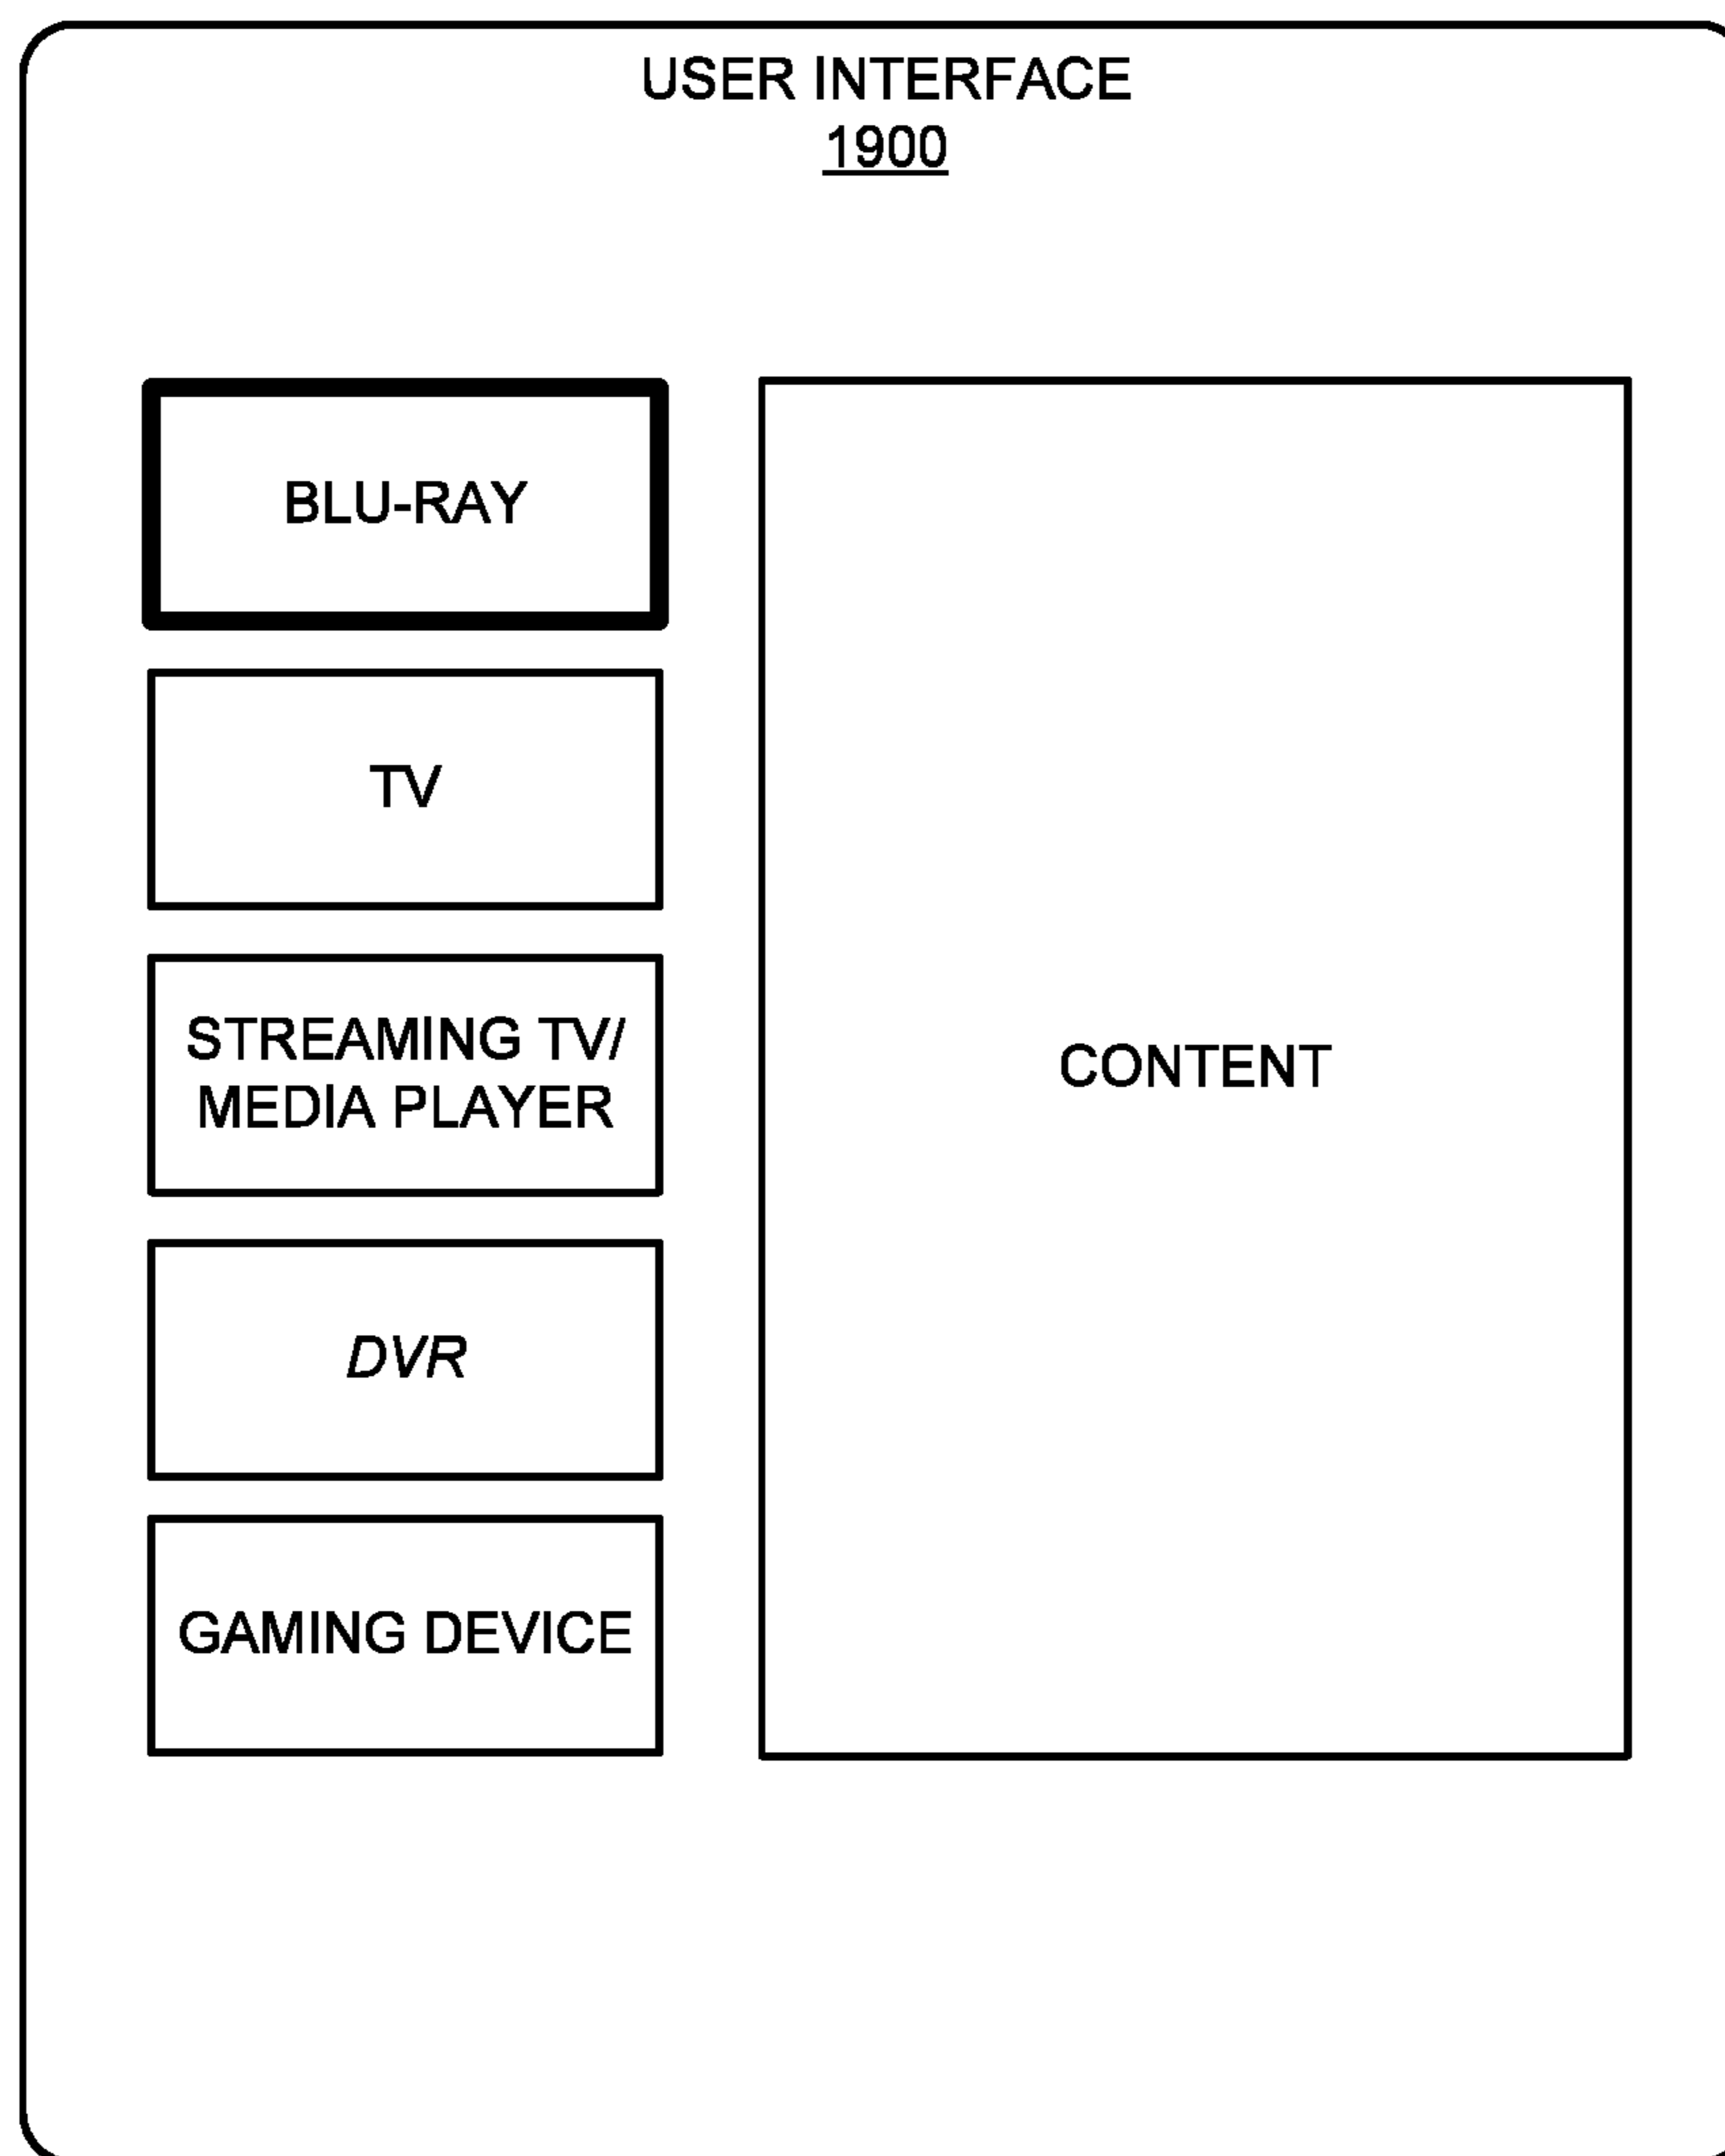 USER INTERFACE
1900
BLU-RAY
TV
STREAMING TV/
MEDIA PLAYER
DVR
GAMING DEVICE
CONTENT